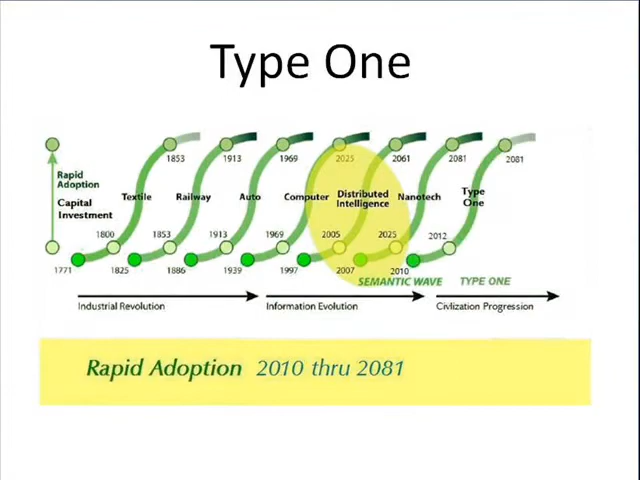 Type One
1853 1913 1969 2025 2061 2081 2081
Rapid
Adoption
Capital
Investment
Textile Railway Auto Computer Distributed
Intelligence Nanotech Type
One
1800 1853 1913 1969 2005 2025 2012
1771 1825 1886 1939 1997 2007 2010
SEMANTIC WAVE TYPE ONE
Industrial Revolution Information Evolution Civlization Progression
Rapid Adoption 2010 thru 2081